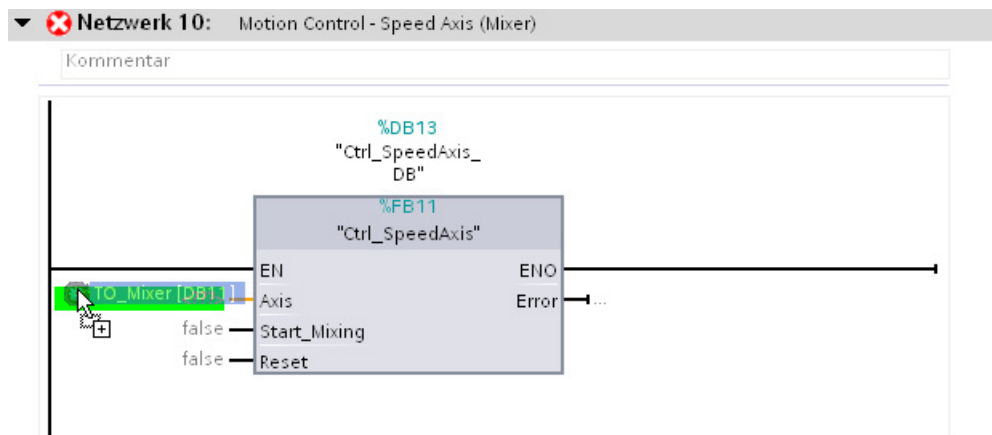 Netzwerk 10: Motion Control - Speed Axis (Mixer)
Kommentar
%DB13
"Ctrl_SpeedAxis_
DB"
%FB11
"Ctrl_SpeedAxis"
EN ENO
TO_Mixer [DB11] Axis Error ...
false Start_Mixing
false Reset